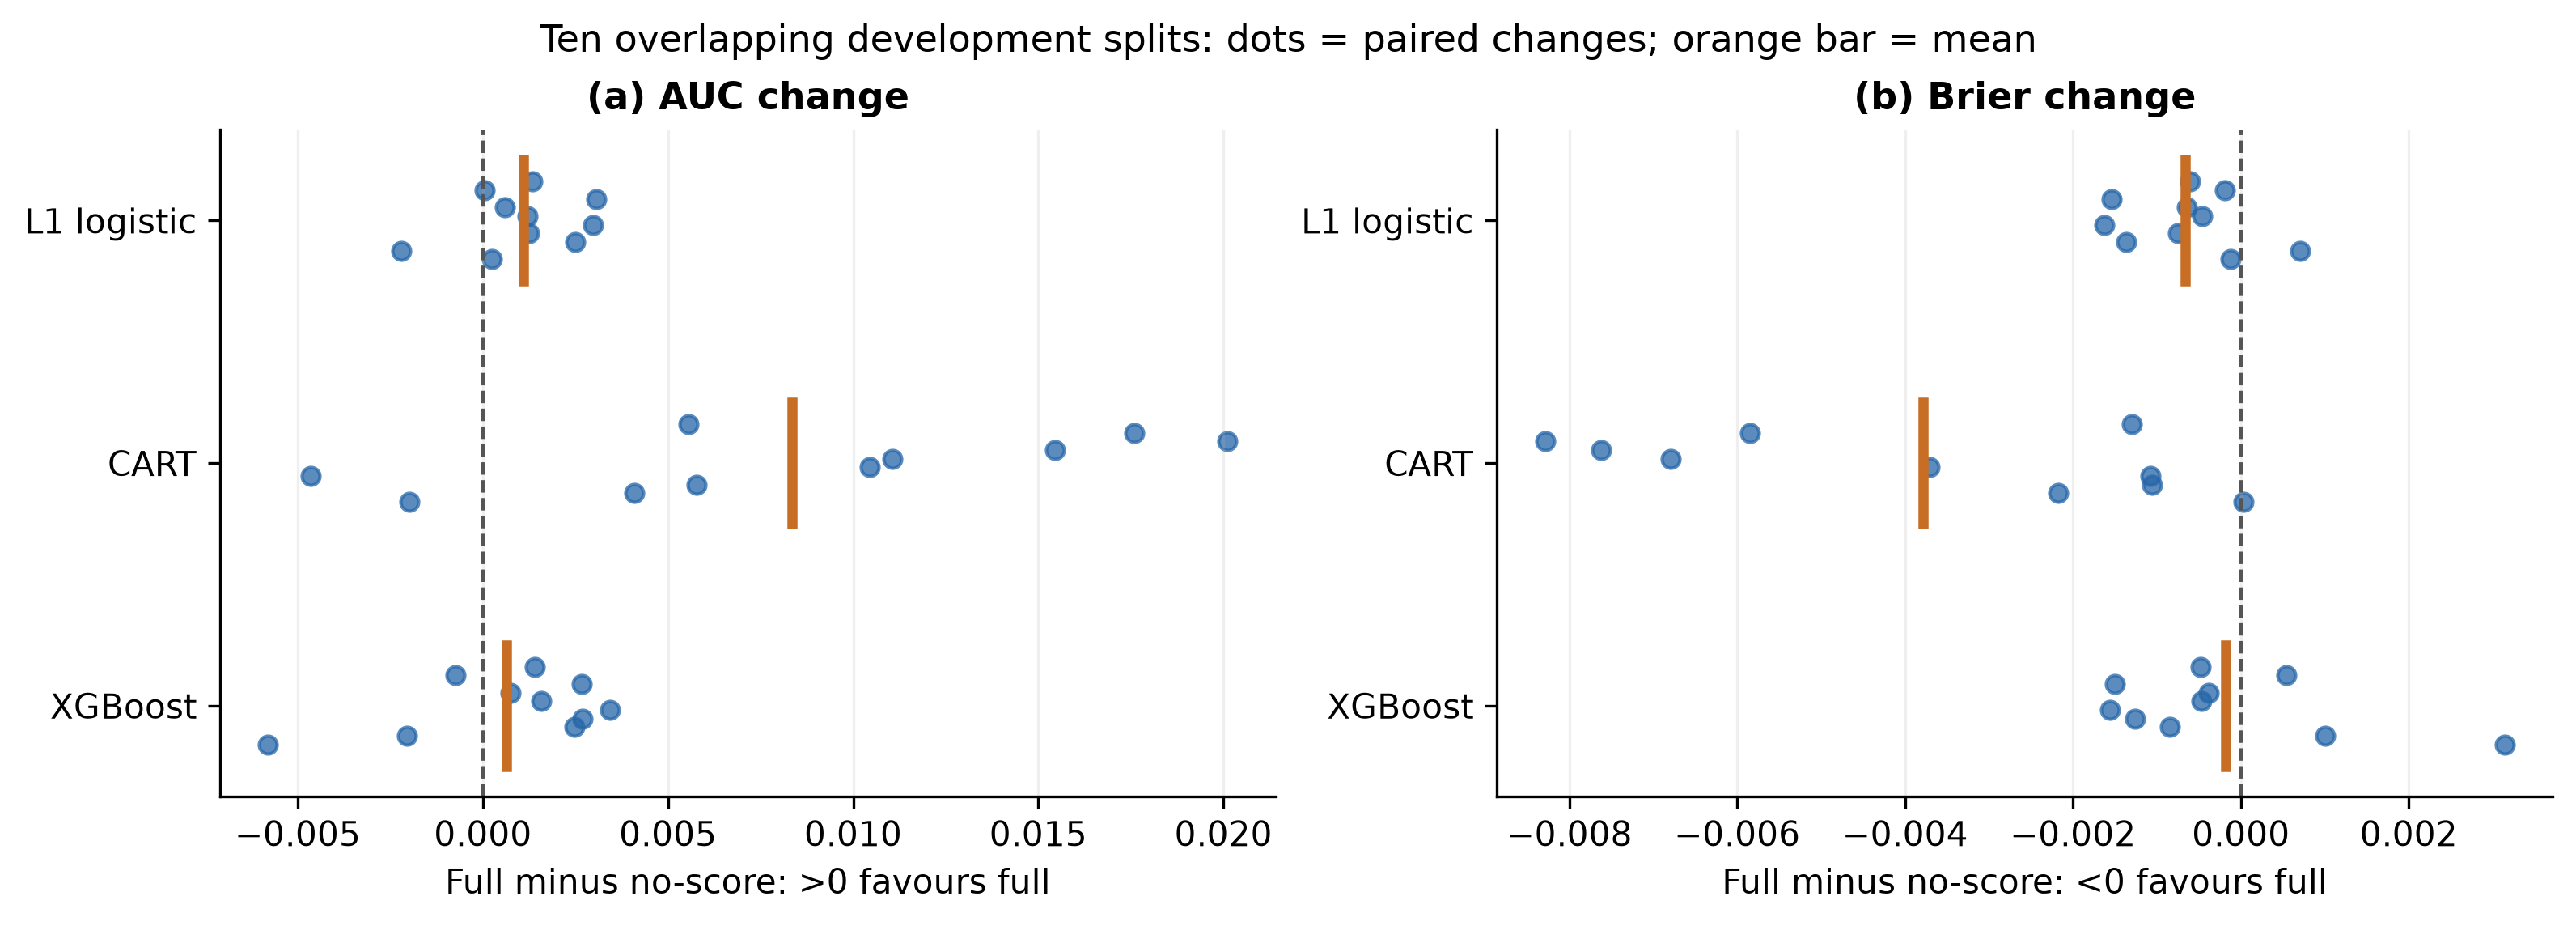 Ten overlapping development splits: dots = paired changes; orange bar = mean
(a) AUC change
L1 logistic
CART
XGBoost
−0.005 0.000 0.005 0.010 0.015 0.020
Full minus no-score: >0 favours full
(b) Brier change
L1 logistic
CART
XGBoost
−0.008 −0.006 −0.004 −0.002 0.000 0.002
Full minus no-score: <0 favours full